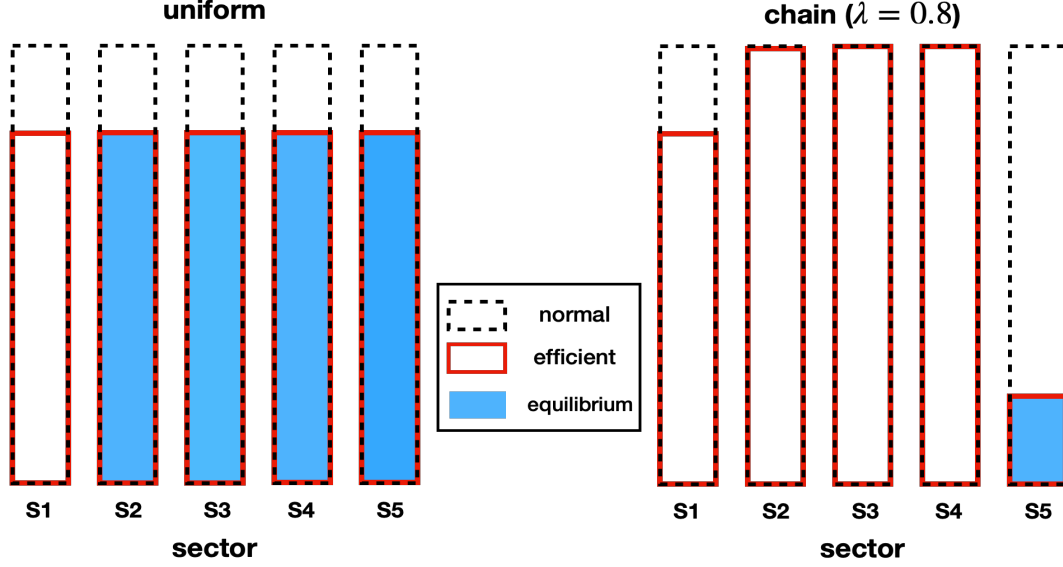 uniform
S1 S2 S3 S4 S5
sector
normal
efficient
equilibrium
chain (λ = 0.8)
S1 S2 S3 S4 S5
sector